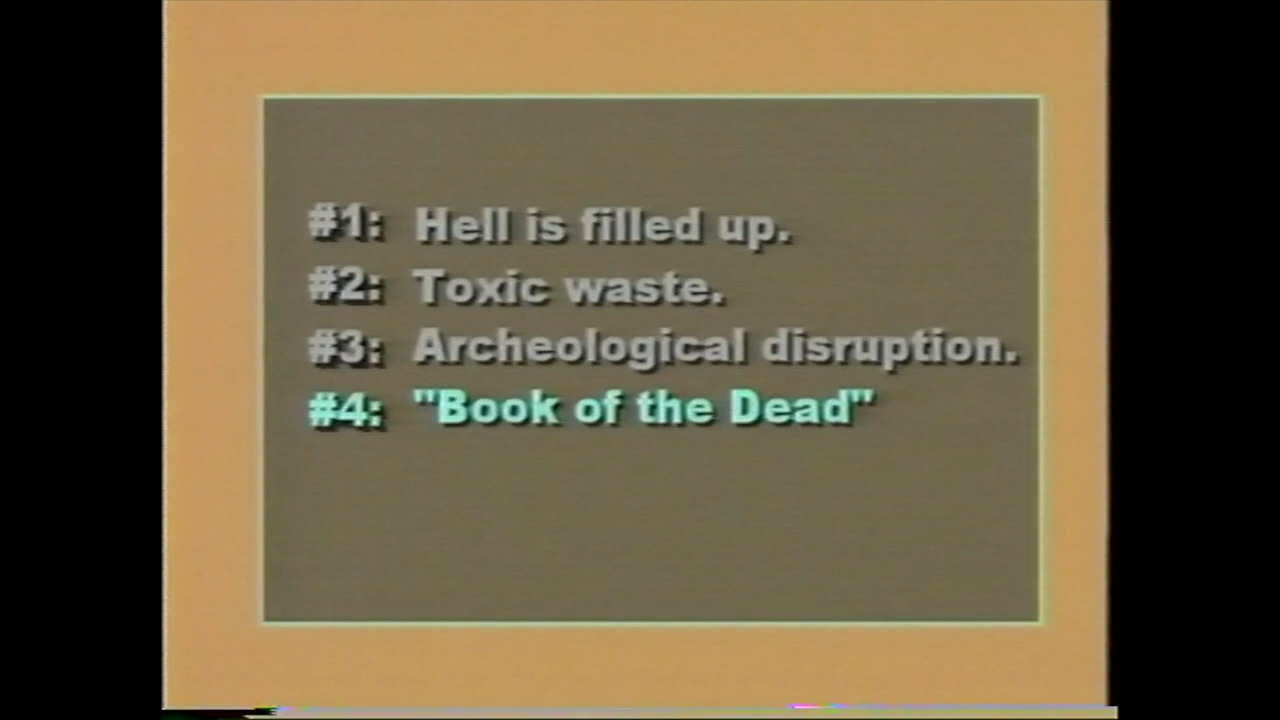 #1: Hell is filled up.
#2: Toxic waste.
#3: Archeological disruption.
#4: "Book of the Dead"